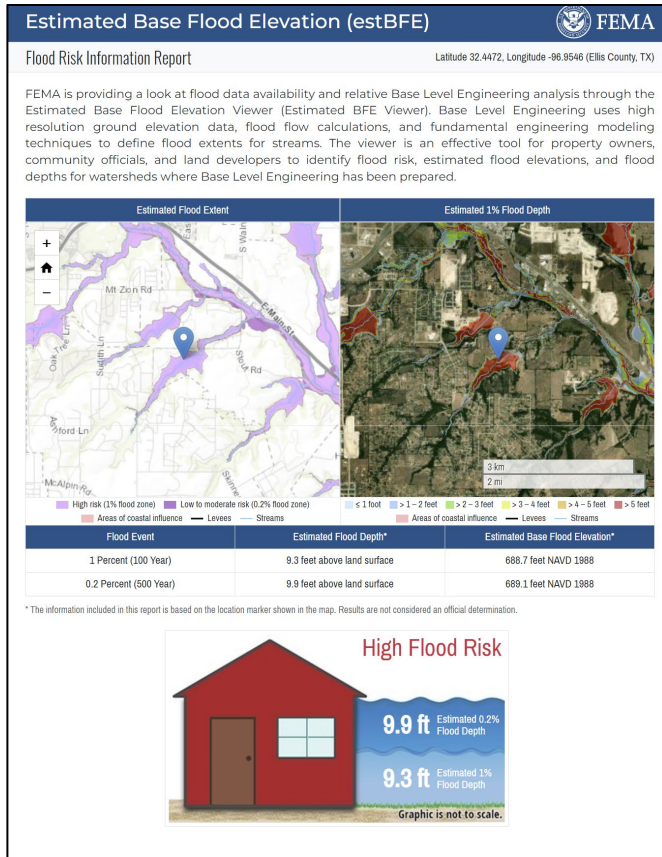 Estimated Base Flood Elevation (estBFE)
FEMA
Flood Risk Information Report
Latitude 32.4472, Longitude -96.9546 (Ellis County, TX)
FEMA is providing a look at flood data availability and relative Base Level Engineering analysis through the
Estimated Base Flood Elevation Viewer (Estimated BFE Viewer). Base Level Engineering uses high
resolution ground elevation data, flood flow calculations, and fundamental engineering modeling
techniques to define flood extents for streams. The viewer is an effective tool for property owners,
community officials, and land developers to identify flood risk, estimated flood elevations, and flood
depths for watersheds where Base Level Engineering has been prepared.
Estimated Flood Extent
+
−
S Waln
Mt Zion Rd
E Main St
Oak Tree Ln
Sudith Ln
Stout Rd
McAlpin Rd
Skinne
High risk (1% flood zone) Low to moderate risk (0.2% flood zone)
Areas of coastal influence Levees Streams
Estimated 1% Flood Depth
3 km
2 mi
≤ 1 foot > 1 – 2 feet > 2 – 3 feet > 3 – 4 feet > 4 – 5 feet > 5 feet
Areas of coastal influence Levees Streams
Flood Event Estimated Flood Depth* Estimated Base Flood Elevation*
1 Percent (100 Year) 9.3 feet above land surface 688.7 feet NAVD 1988
0.2 Percent (500 Year) 9.9 feet above land surface 689.1 feet NAVD 1988
* The information included in this report is based on the location marker shown in the map. Results are not considered an official determination.
High Flood Risk
9.9 ft Estimated 0.2%
Flood Depth
9.3 ft Estimated 1%
Flood Depth
Graphic is not to scale.